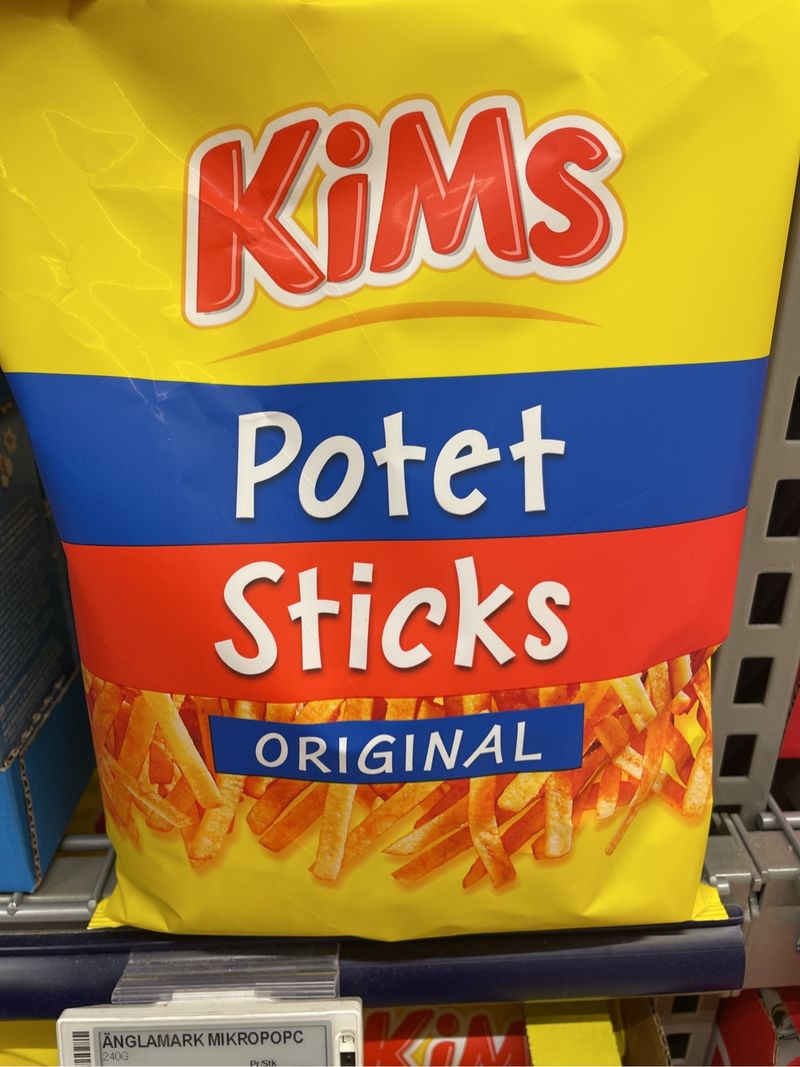 KiMs
Potet
Sticks
ORIGINAL
ÄNGLAMARK MIKROPOPC
240G
Pr/Stk
KiM